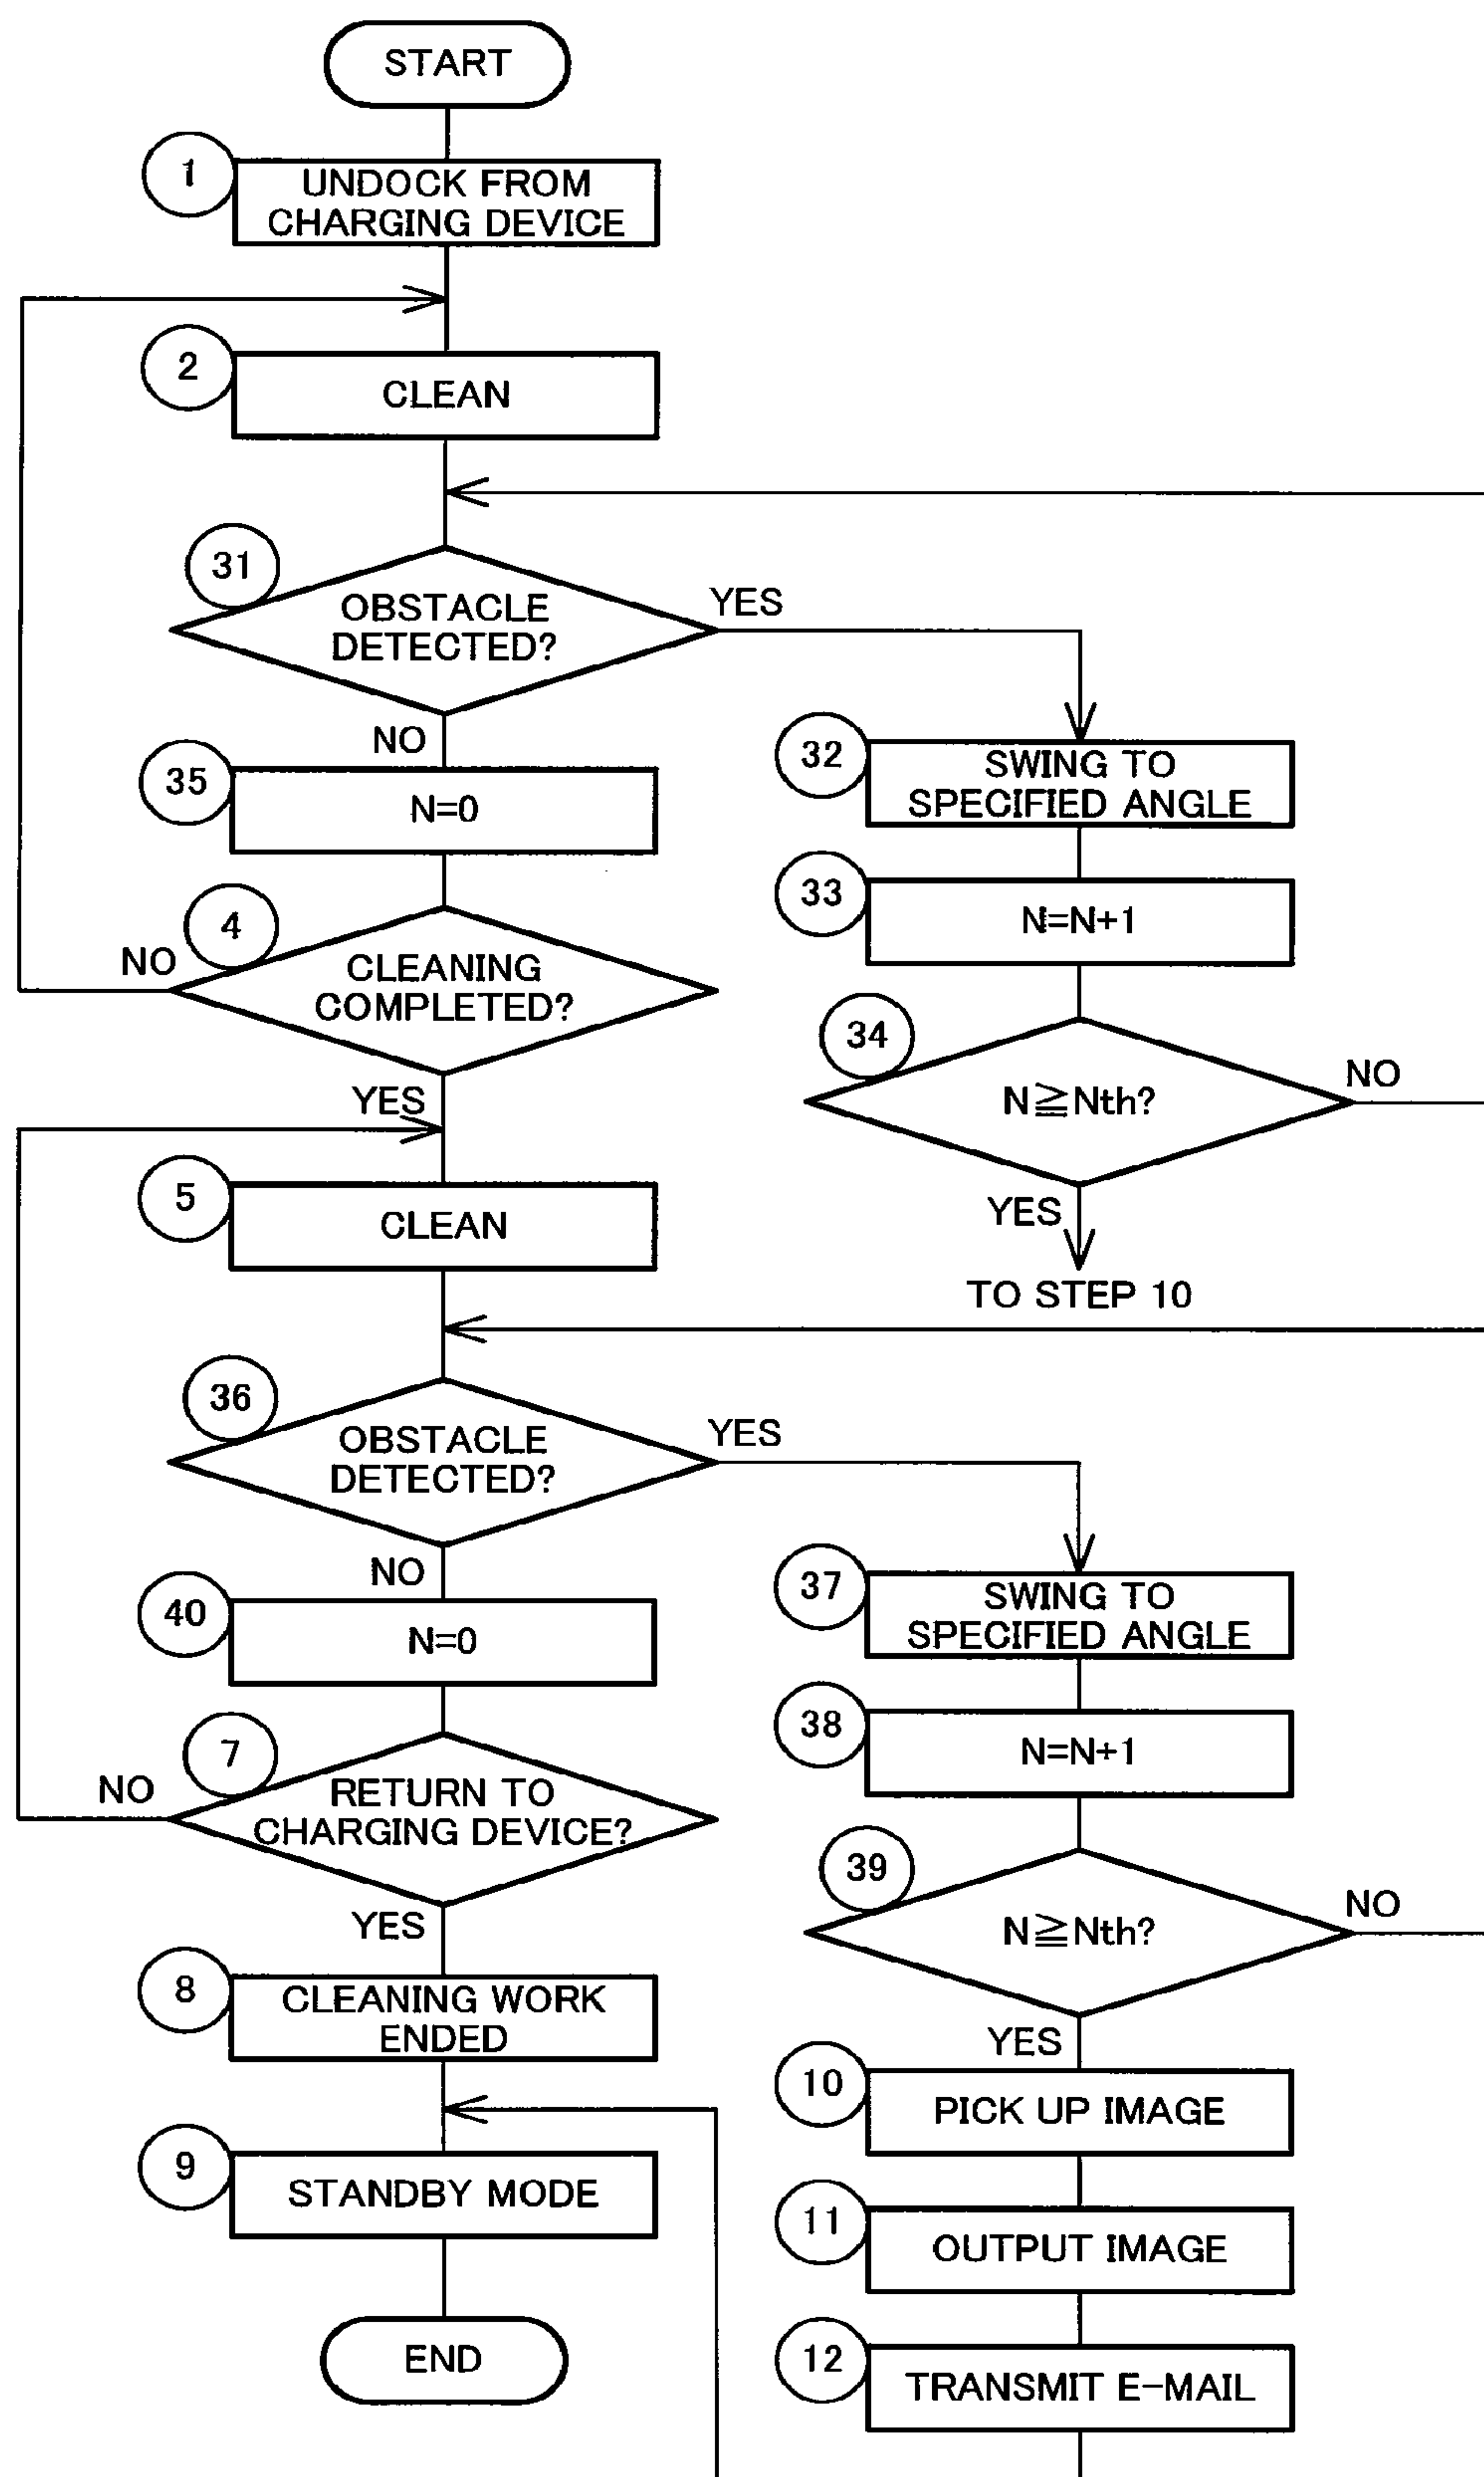 START
1
UNDOCK FROM
CHARGING DEVICE
2
CLEAN
31
OBSTACLE
DETECTED?
YES
NO
32
SWING TO
SPECIFIED ANGLE
35
N=0
33
N=N+1
4
CLEANING
COMPLETED?
NO
YES
34
N≧Nth?
NO
YES
TO STEP 10
5
CLEAN
36
OBSTACLE
DETECTED?
YES
NO
37
SWING TO
SPECIFIED ANGLE
40
N=0
38
N=N+1
7
RETURN TO
CHARGING DEVICE?
NO
YES
39
N≧Nth?
NO
YES
8
CLEANING WORK
ENDED
10
PICK UP IMAGE
9
STANDBY MODE
11
OUTPUT IMAGE
END
12
TRANSMIT E-MAIL